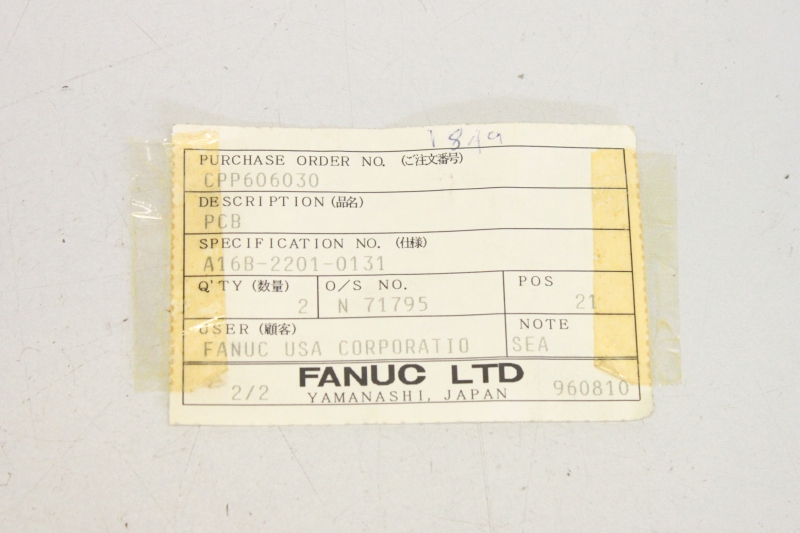 1849
PURCHASE ORDER NO. (ご注文番号)
CPP606030
DESCRIPTION (品名)
PCB
SPECIFICATION NO. (仕様)
A16B-2201-0131
Q'TY (数量) O/S NO. POS
2 N 71795 21
USER (顧客) NOTE
FANUC USA CORPORATIO SEA
FANUC LTD
2/2 YAMANASHI, JAPAN 960810